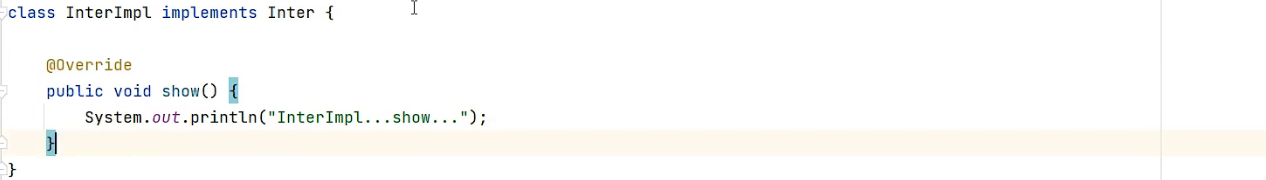 class InterImpl implements Inter {
@Override
public void show() {
System.out.println("InterImpl...show...");
}
}